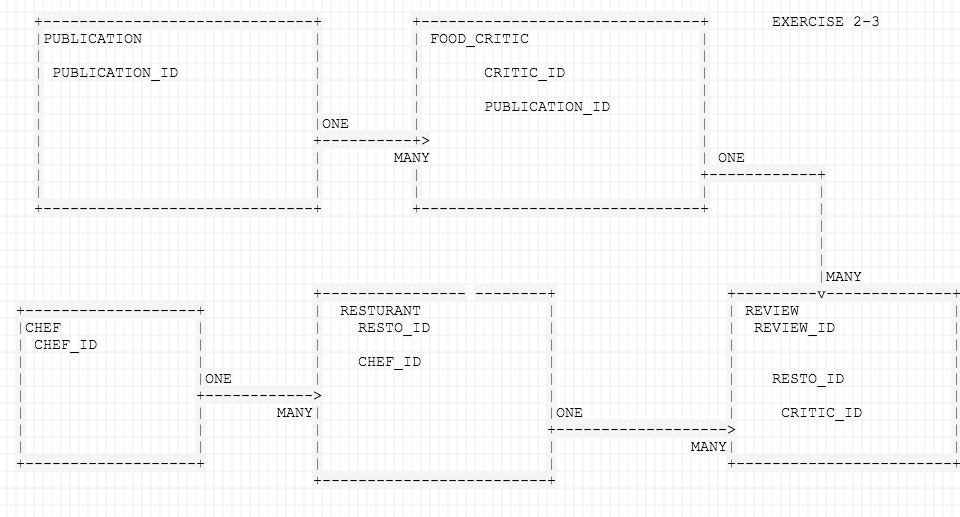 EXERCISE 2-3
PUBLICATION
PUBLICATION_ID
FOOD_CRITIC
CRITIC_ID
PUBLICATION_ID
ONE
MANY
ONE
MANY
CHEF
CHEF_ID
ONE
MANY
RESTURANT
RESTO_ID
CHEF_ID
ONE
MANY
REVIEW
REVIEW_ID
RESTO_ID
CRITIC_ID